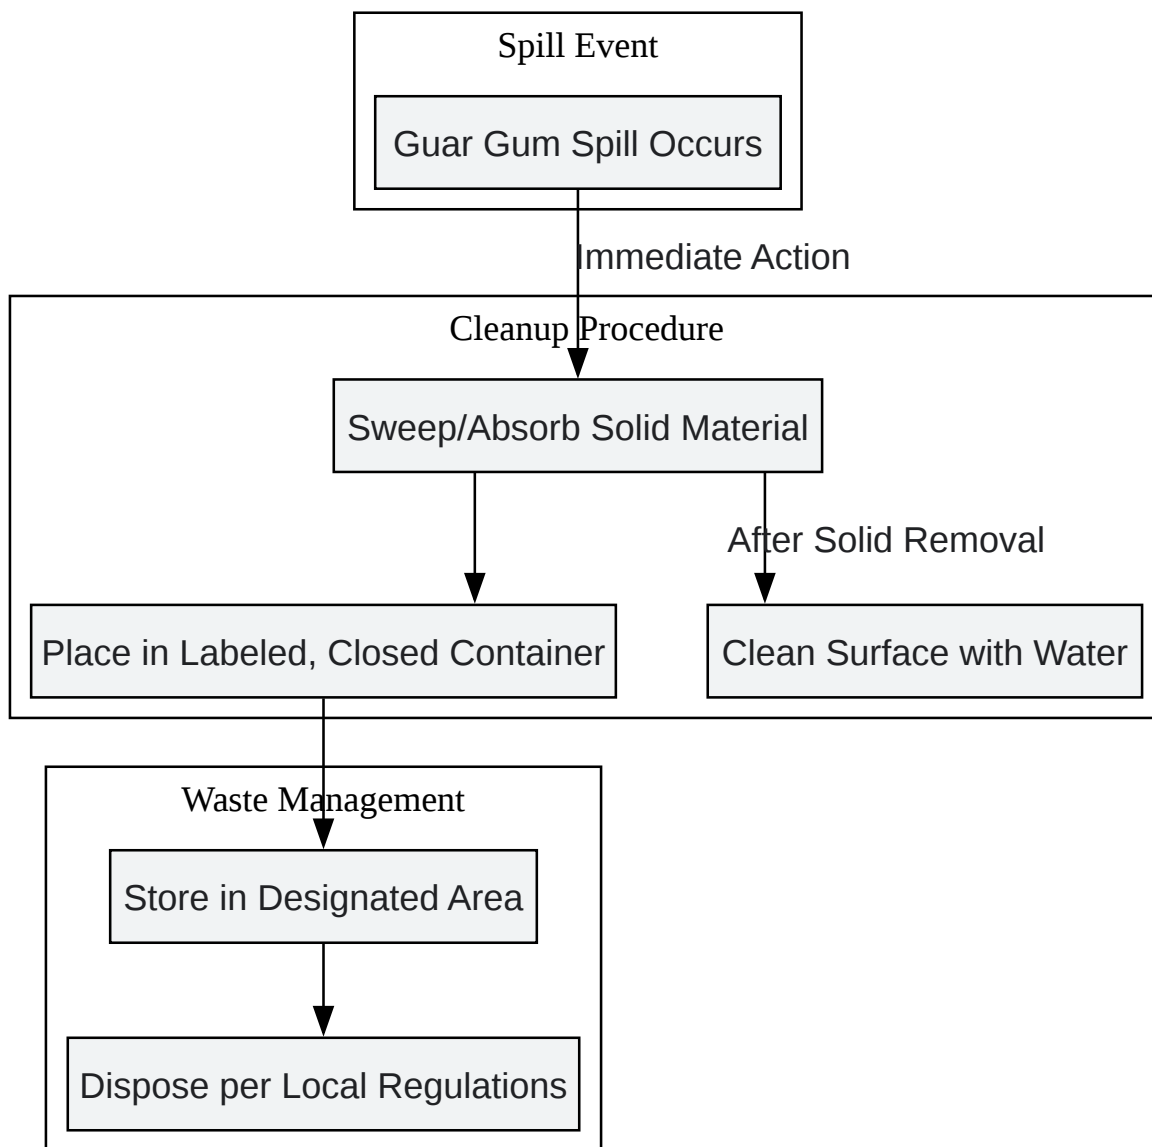 Spill Event
Guar Gum Spill Occurs
Immediate Action
Cleanup Procedure
Sweep/Absorb Solid Material
After Solid Removal
Place in Labeled, Closed Container
Clean Surface with Water
Waste Management
Store in Designated Area
Dispose per Local Regulations